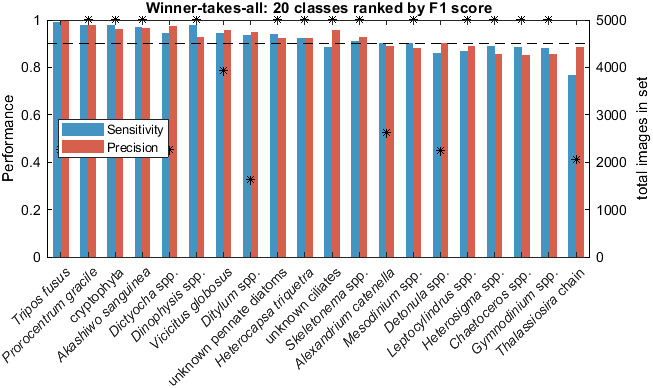 Winner-takes-all: 20 classes ranked by F1 score
1
0.8
0.6
0.4
0.2
0
Performance
5000
4000
3000
2000
1000
0
total images in set
Sensitivity
Precision
Tripos fusus
Prorocentrum gracile
cryptophyta
Akashiwo sanguinea
Dictyocha spp.
Dinophysis spp.
Vicicitus globosus
Ditylum spp.
unknown pennate diatoms
Heterocapsa triquetra
unknown ciliates
Skeletonema spp.
Alexandrium catenella
Mesodinium spp.
Detonula spp.
Leptocylindrus spp.
Heterosigma spp.
Chaetoceros spp.
Gymnodinium spp.
Thalassiosira chain